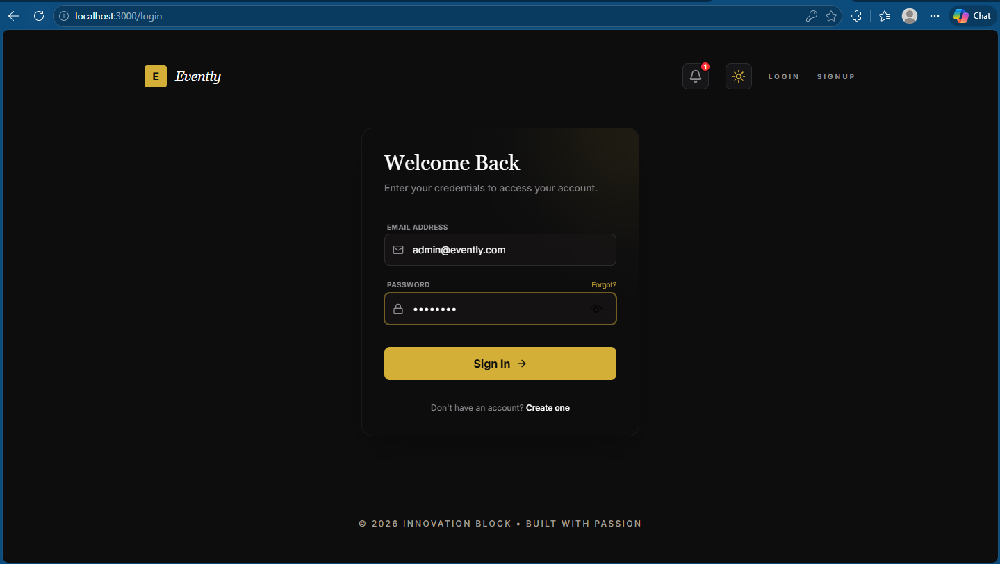 localhost:3000/login
Chat
E Evently
1
LOGIN SIGNUP
Welcome Back
Enter your credentials to access your account.
EMAIL ADDRESS
admin@evently.com
PASSWORD Forgot?
••••••••
Sign In →
Don't have an account? Create one
© 2026 INNOVATION BLOCK • BUILT WITH PASSION